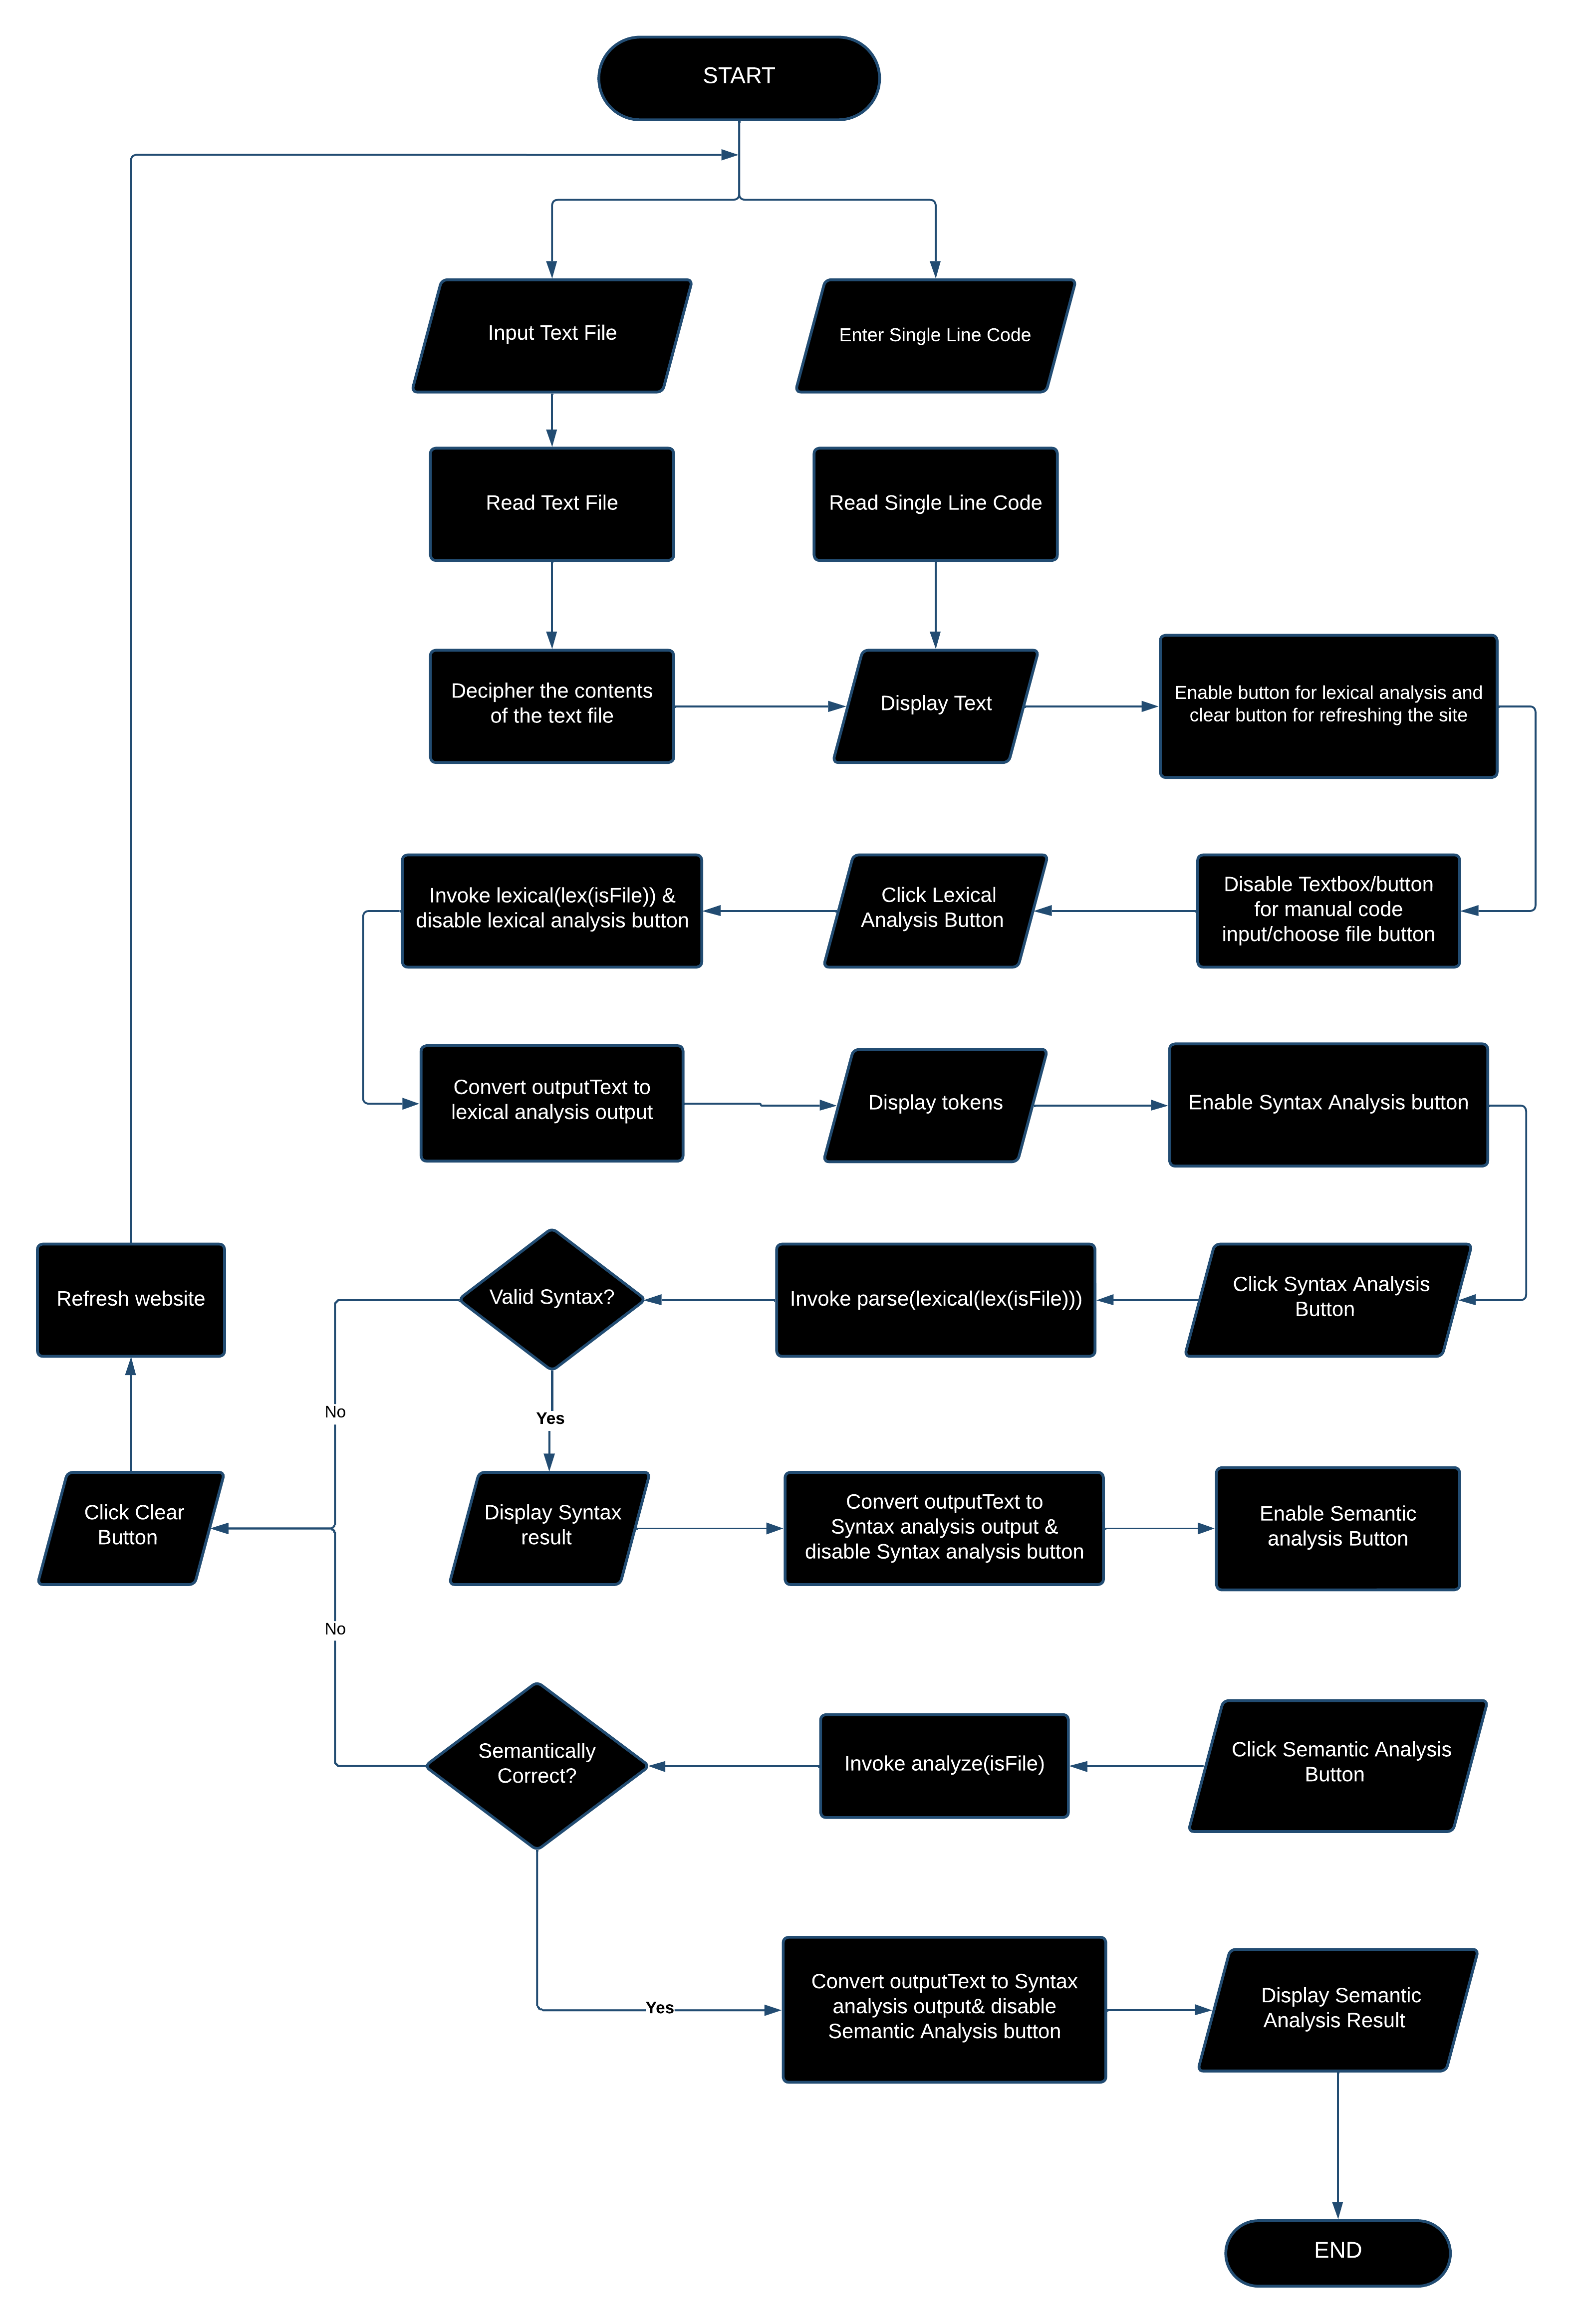 START
Input Text File
Enter Single Line Code
Read Text File
Read Single Line Code
Decipher the contents
of the text file
Display Text
Enable button for lexical analysis and
clear button for refreshing the site
Invoke lexical(lex(isFile)) &
disable lexical analysis button
Click Lexical
Analysis Button
Disable Textbox/button
for manual code
input/choose file button
Convert outputText to
lexical analysis output
Display tokens
Enable Syntax Analysis button
Refresh website
Valid Syntax?
Invoke parse(lexical(lex(isFile)))
Click Syntax Analysis
Button
No
Yes
Click Clear
Button
Display Syntax
result
Convert outputText to
Syntax analysis output &
disable Syntax analysis button
Enable Semantic
analysis Button
No
Semantically
Correct?
Invoke analyze(isFile)
Click Semantic Analysis
Button
Yes
Convert outputText to Syntax
analysis output& disable
Semantic Analysis button
Display Semantic
Analysis Result
END